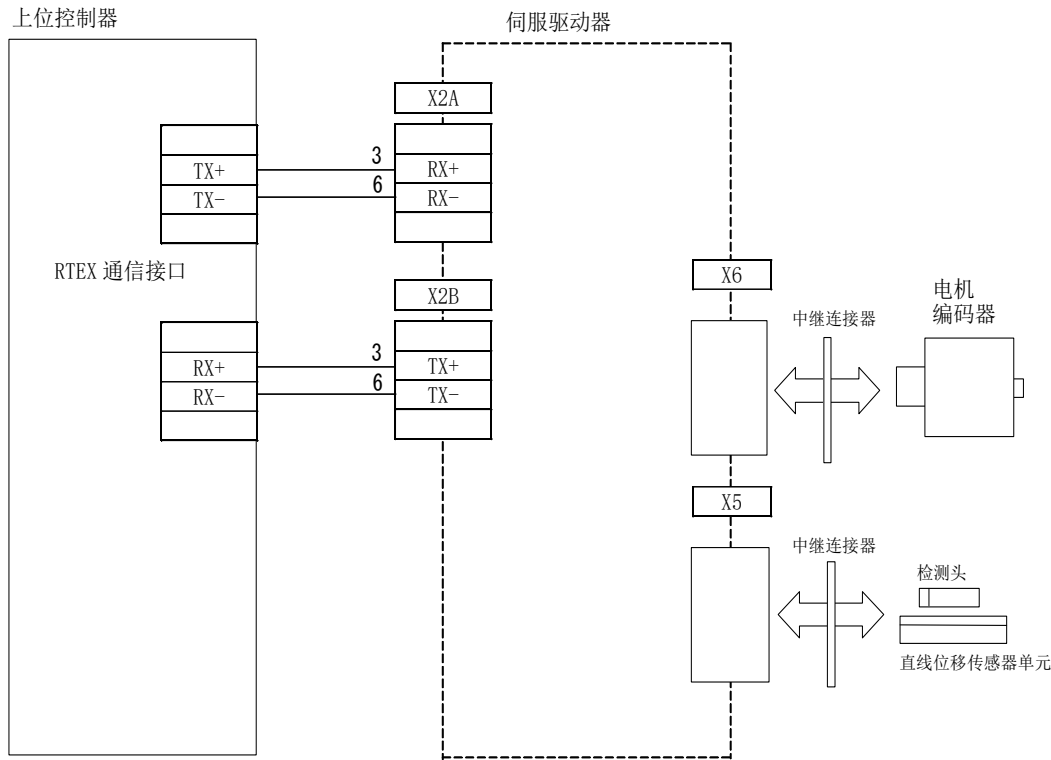 上位控制器
伺服驱动器
X2A
TX+
TX-
3
6
RX+
RX-
RTEX 通信接口
X2B
RX+
RX-
3
6
TX+
TX-
X6
中继连接器
电机
编码器
X5
中继连接器
检测头
直线位移传感器单元